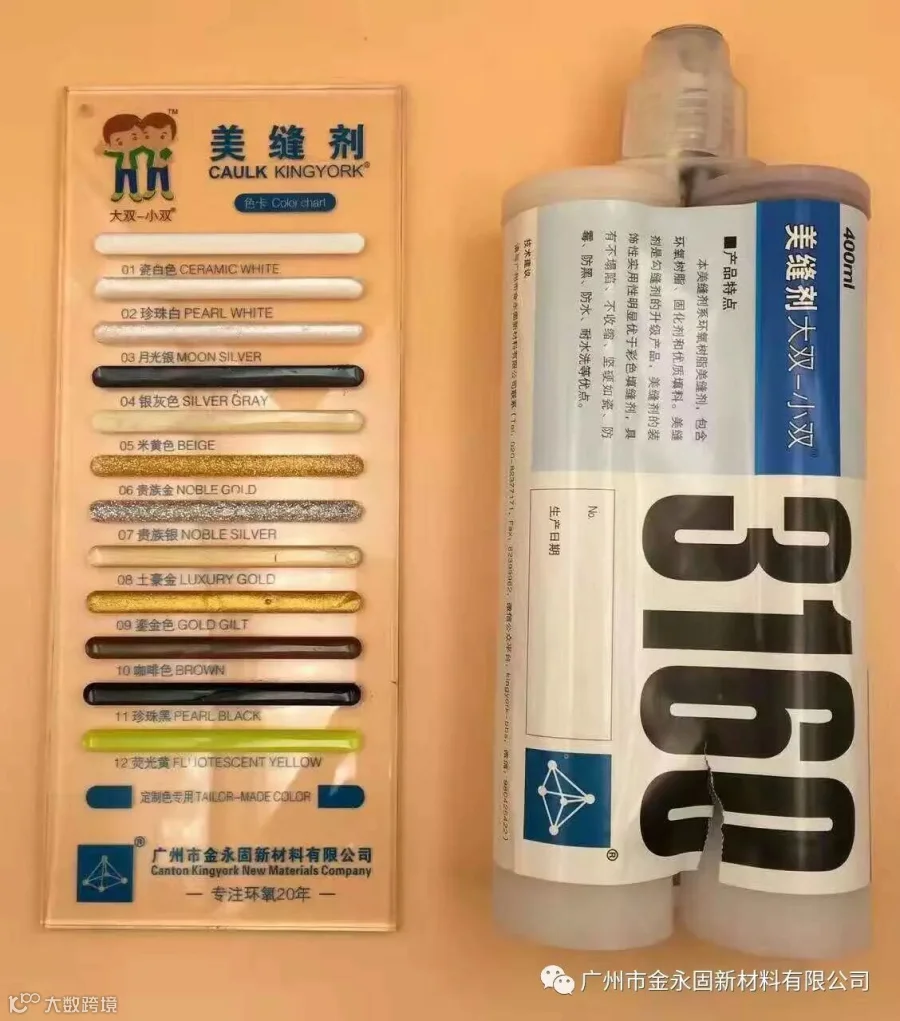 TM
大双-小双®
美缝剂
CAULK KINGYORK®
色卡 Color chart
01 瓷白色 CERAMIC WHITE
02 珍珠白 PEARL WHITE
03 月光银 MOON SILVER
04 银灰色 SILVER GRAY
05 米黄色 BEIGE
06 贵族金 NOBLE GOLD
07 贵族银 NOBLE SILVER
08 土豪金 LUXURY GOLD
09 鎏金色 GOLD GILT
10 咖啡色 BROWN
11 珍珠黑 PEARL BLACK
12 荧光黄 FLUOTESCENT YELLOW
定制色专用 TAILOR-MADE COLOR
®
广州市金永固新材料有限公司
Canton Kingyork New Materials Company
— 专注环氧20年 —
400ml
美缝剂 大双-小双®
3160
■产品特点
本美缝剂系环氧树脂美缝剂，包含
环氧树脂、固化剂和优质填料。美缝
剂是勾缝剂的升级产品，美缝剂的装
饰性实用性明显优于彩色填缝剂，具
有不塌陷、不收缩、坚硬如瓷、防
霉、防黑、防水、耐水洗等优点。
No.
生产日期
技术建议
®
广州市金永固新材料有限公司
大数跨境